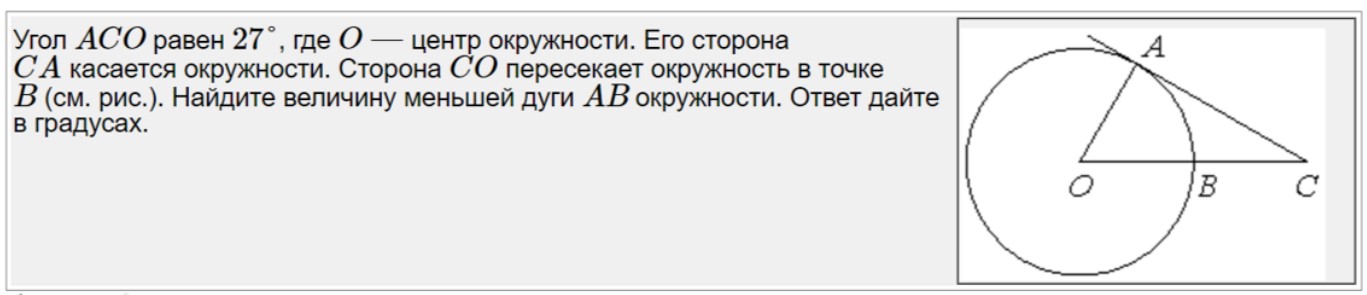 Угол ACO равен 27°, где O — центр окружности. Его сторона
CA касается окружности. Сторона CO пересекает окружность в точке
B (см. рис.). Найдите величину меньшей дуги AB окружности. Ответ дайте
в градусах.
A
O B C